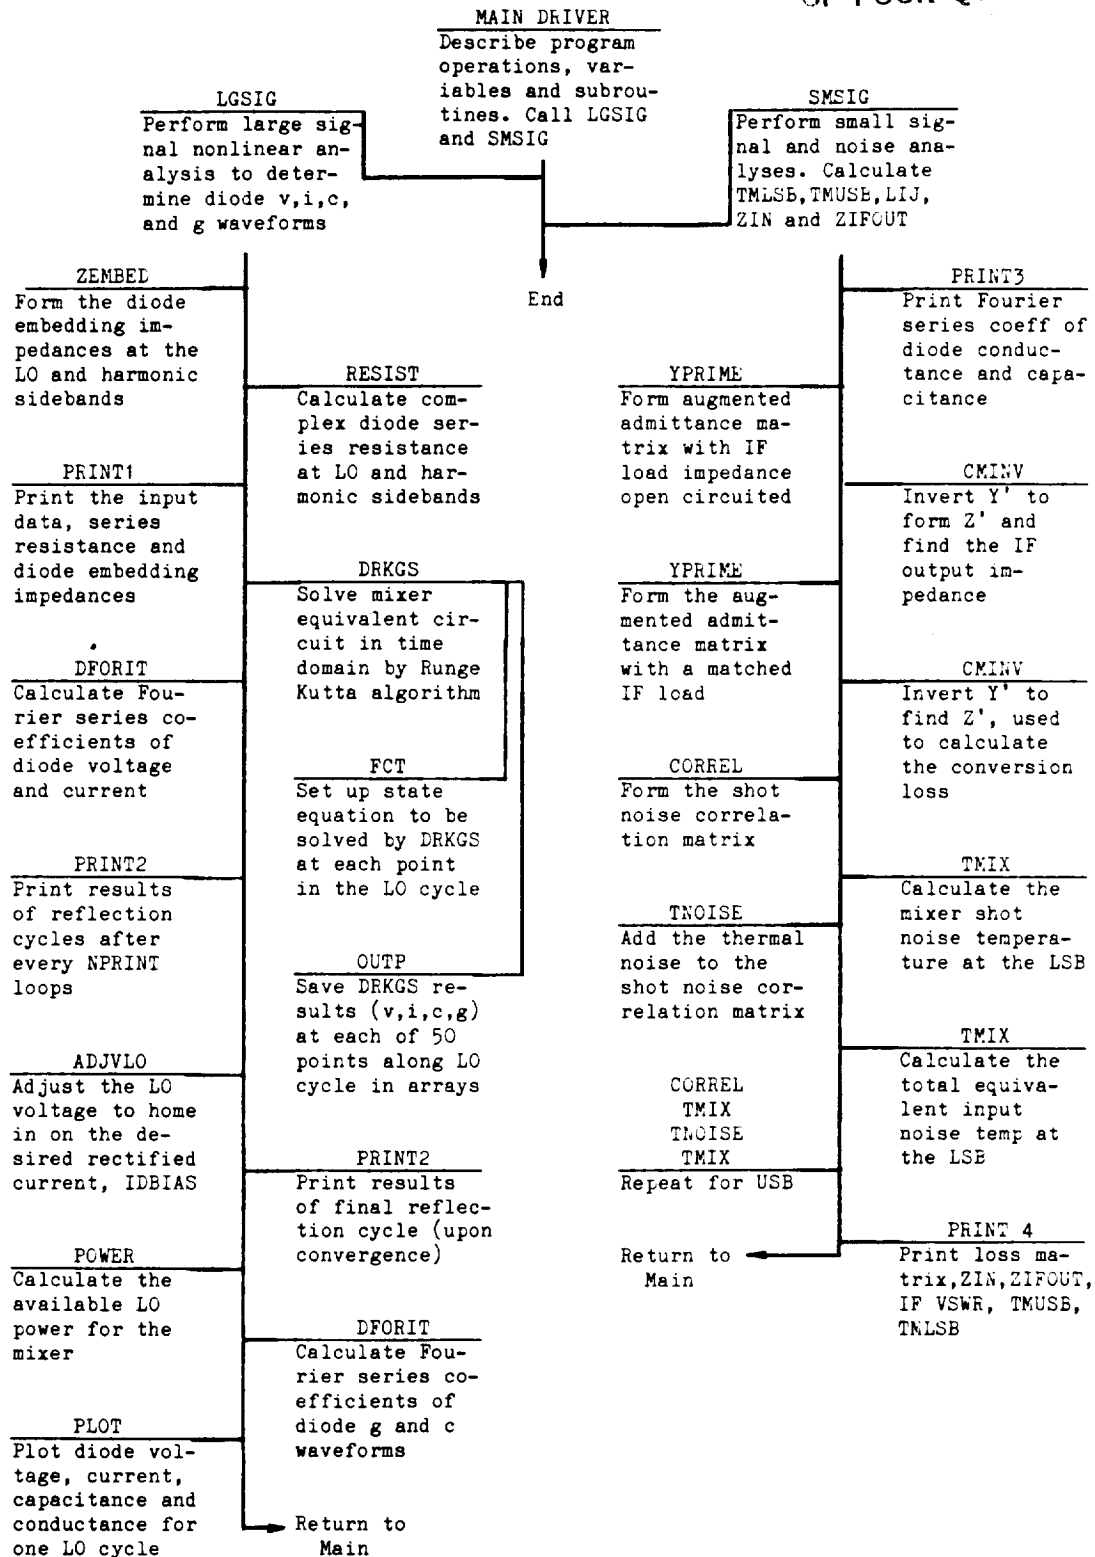 OF POOR
MAIN DRIVER
Describe program
operations, var-
iables and subrou-
tines. Call LGSIG
and SMSIG
End
LGSIG
Perform large sig-
nal nonlinear an-
alysis to deter-
mine diode v,i,c,
and g waveforms
ZEMBED
Form the diode
embedding im-
pedances at the
LO and harmonic
sidebands
RESIST
Calculate com-
plex diode ser-
ies resistance
at LO and har-
monic sidebands
PRINT1
Print the input
data, series
resistance and
diode embedding
impedances
DRKGS
Solve mixer
equivalent cir-
cuit in time
domain by Runge
Kutta algorithm
FCT
Set up state
equation to be
solved by DRKGS
at each point
in the LO cycle
OUTP
Save DRKGS re-
sults (v,i,c,g)
at each of 50
points along LO
cycle in arrays
DFORIT
Calculate Fou-
rier series co-
efficients of
diode voltage
and current
PRINT2
Print results
of reflection
cycles after
every NPRINT
loops
ADJVLO
Adjust the LO
voltage to home
in on the de-
sired rectified
current, IDBIAS
PRINT2
Print results
of final reflec-
tion cycle (upon
convergence)
POWER
Calculate the
available LO
power for the
mixer
DFORIT
Calculate Fou-
rier series co-
efficients of
diode g and c
waveforms
PLOT
Plot diode vol-
tage, current,
capacitance and
conductance for
one LO cycle
Return to
Main
SMSIG
Perform small sig-
nal and noise ana-
lyses. Calculate
TMLSB,TMUSB,LIJ,
ZIN and ZIFOUT
PRINT3
Print Fourier
series coeff of
diode conduc-
tance and capa-
citance
YPRIME
Form augmented
admittance ma-
trix with IF
load impedance
open circuited
CMINV
Invert Y' to
form Z' and
find the IF
output im-
pedance
YPRIME
Form the aug-
mented admit-
tance matrix
with a matched
IF load
CMINV
Invert Y' to
find Z', used
to calculate
the conversion
loss
CORREL
Form the shot
noise correla-
tion matrix
TMIX
Calculate the
mixer shot
noise tempera-
ture at the LSB
TNOISE
Add the thermal
noise to the
shot noise cor-
relation matrix
TMIX
Calculate the
total equiva-
lent input
noise temp at
the LSB
CORREL
TMIX
TNOISE
TMIX
Repeat for USB
PRINT 4
Print loss ma-
trix,ZIN,ZIFOUT,
IF VSWR, TMUSB,
TMLSB
Return to
Main